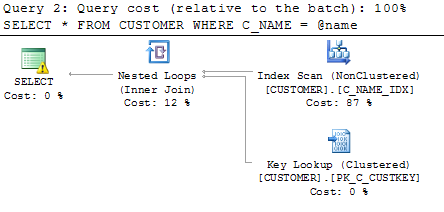 Query 2: Query cost (relative to the batch): 100%
SELECT * FROM CUSTOMER WHERE C_NAME = @name
SELECT
Cost: 0 %
Nested Loops
(Inner Join)
Cost: 12 %
Index Scan (NonClustered)
[CUSTOMER].[C_NAME_IDX]
Cost: 87 %
Key Lookup (Clustered)
[CUSTOMER].[PK_C_CUSTKEY]
Cost: 0 %